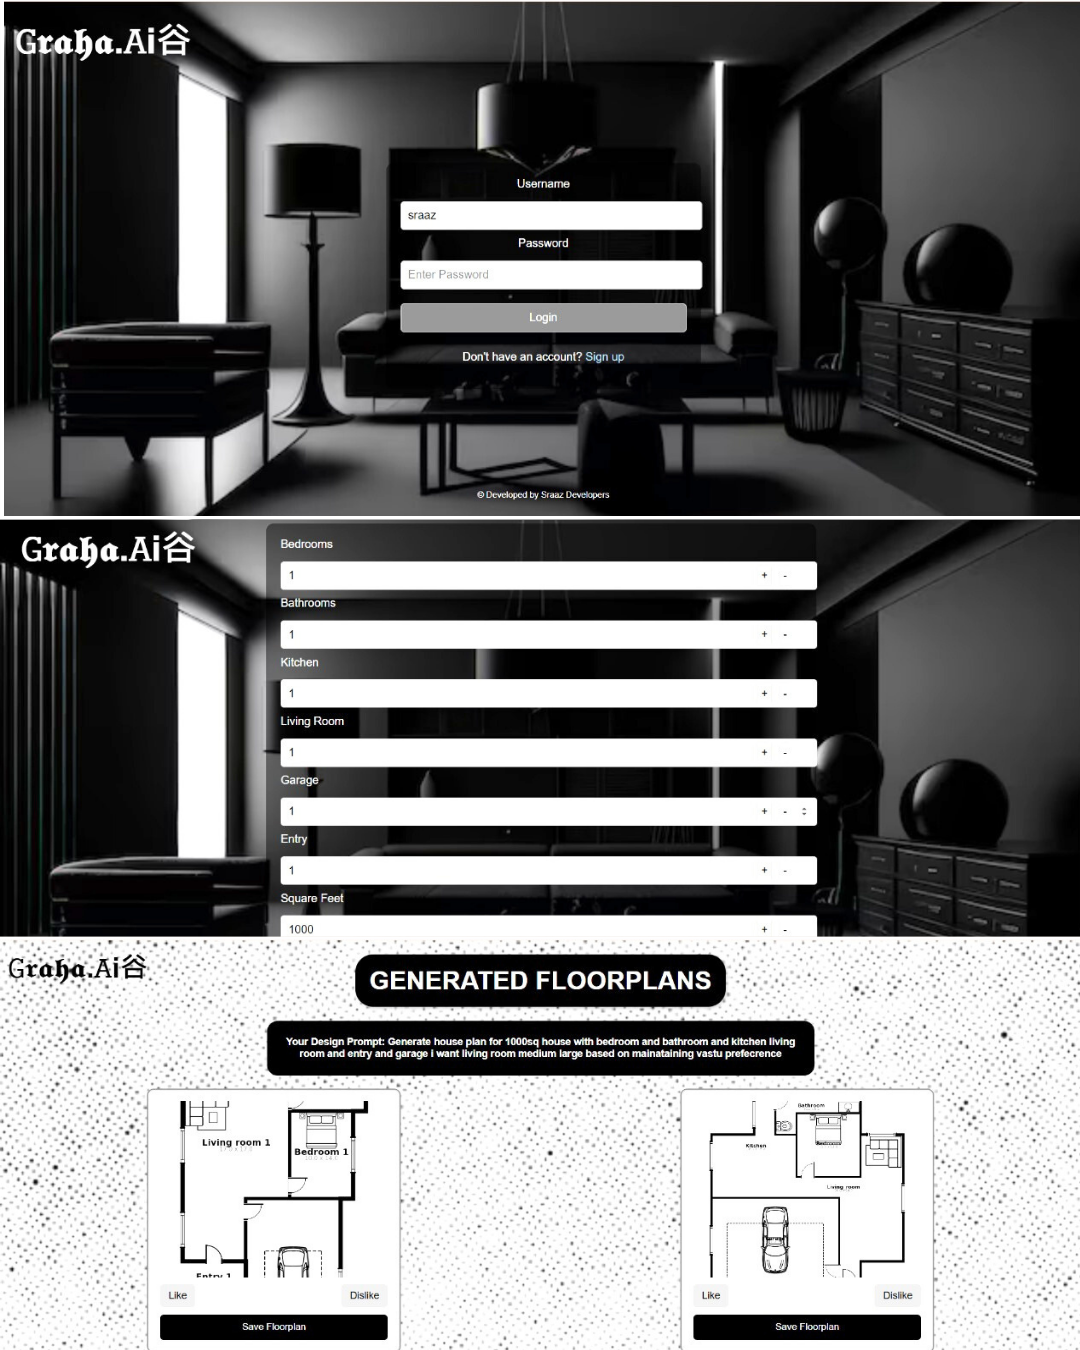 Graha.Ai谷
Username
sraaz
Password
Enter Password
Login
Don't have an account? Sign up
© Developed by Sraaz Developers
Graha.Ai谷
Bedrooms
1 + -
Bathrooms
1 + -
Kitchen
1 + -
Living Room
1 + -
Garage
1 + -
Entry
1 + -
Square Feet
1000 + -
Graha.Ai谷
GENERATED FLOORPLANS
Your Design Prompt: Generate house plan for 1000sq house with bedroom and bathroom and kitchen living
room and entry and garage i want living room medium large based on mainataining vastu prefecrence
Living room 1
Bedroom 1
Entry 1
Like Dislike
Save Floorplan
Bathroom
Kitchen
Bedroom
Living room
Like Dislike
Save Floorplan